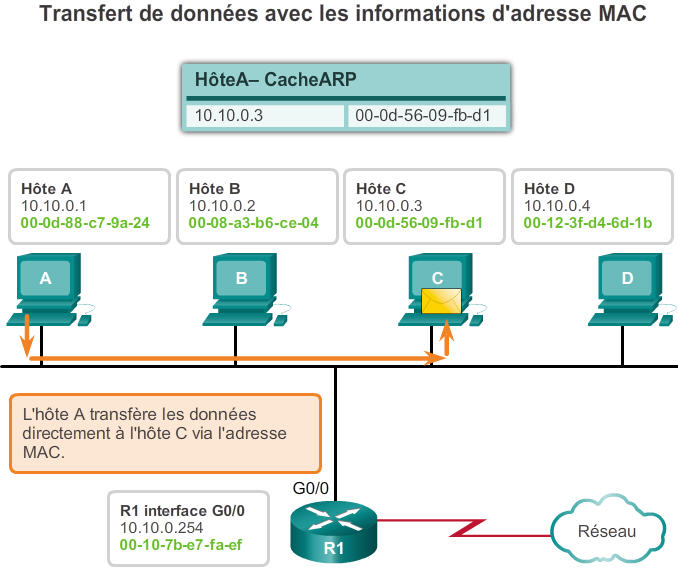 Transfert de données avec les informations d'adresse MAC
HôteA– CacheARP
10.10.0.3 00-0d-56-09-fb-d1
Hôte A
10.10.0.1
00-0d-88-c7-9a-24
Hôte B
10.10.0.2
00-08-a3-b6-ce-04
Hôte C
10.10.0.3
00-0d-56-09-fb-d1
Hôte D
10.10.0.4
00-12-3f-d4-6d-1b
A
B
C
D
L'hôte A transfère les données
directement à l'hôte C via l'adresse
MAC.
G0/0
R1 interface G0/0
10.10.0.254
00-10-7b-e7-fa-ef
R1
Réseau